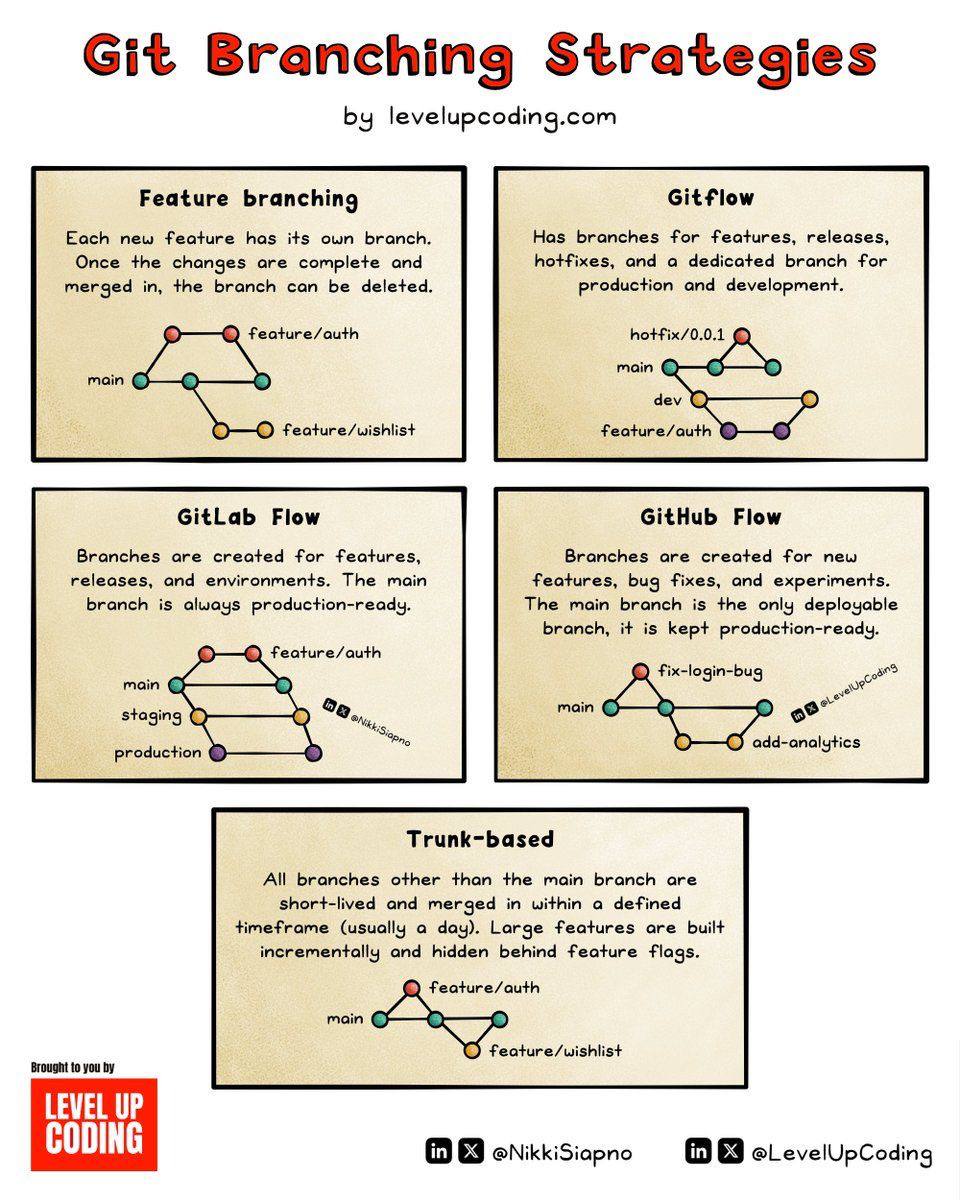 Git Branching Strategies
by levelupcoding.com
Feature branching
Each new feature has its own branch.
Once the changes are complete and
merged in, the branch can be deleted.
feature/auth
main
feature/wishlist
Gitflow
Has branches for features, releases,
hotfixes, and a dedicated branch for
production and development.
hotfix/0.0.1
main
dev
feature/auth
GitLab Flow
Branches are created for features,
releases, and environments. The main
branch is always production-ready.
feature/auth
main
staging
production
@NikkiSiapno
GitHub Flow
Branches are created for new
features, bug fixes, and experiments.
The main branch is the only deployable
branch, it is kept production-ready.
fix-login-bug
main
add-analytics
@LevelUpCoding
Trunk-based
All branches other than the main branch are
short-lived and merged in within a defined
timeframe (usually a day). Large features are built
incrementally and hidden behind feature flags.
feature/auth
main
feature/wishlist
Brought to you by
LEVEL UP
CODING
in X @NikkiSiapno
in X @LevelUpCoding